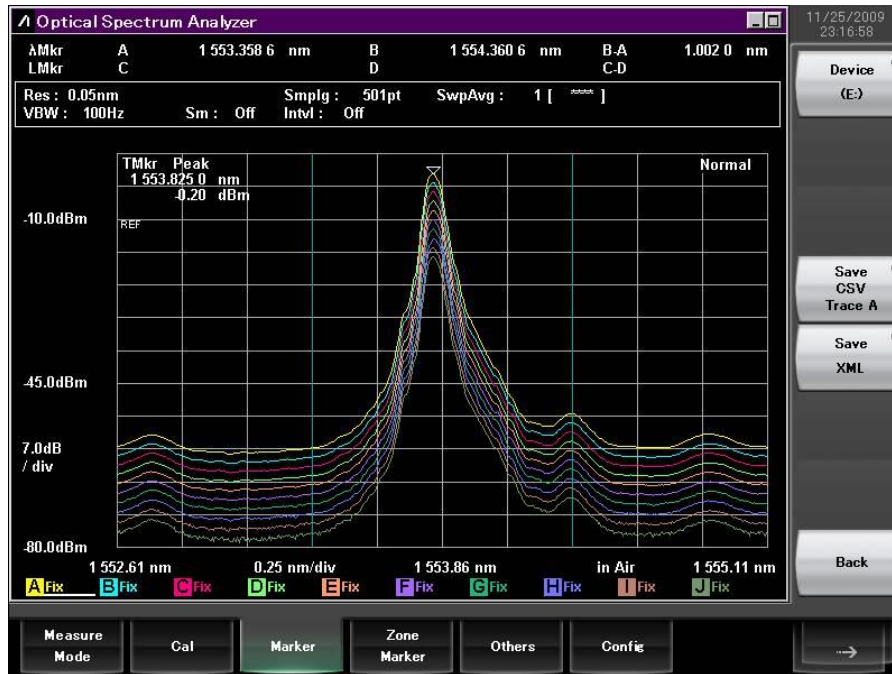 Optical Spectrum Analyzer
11/25/2009
23:16:58
λMkr A 1 553.358 6 nm B 1 554.360 6 nm B-A 1.002 0 nm
LMkr C D C-D
Res : 0.05nm Smplg : 501pt SwpAvg : 1 [ **** ]
VBW : 100Hz Sm : Off Intvl : Off
TMkr Peak
1 553.825 0 nm
-0.20 dBm
Normal
-10.0dBm
REF
-45.0dBm
7.0dB
/ div
-80.0dBm
1 552.61 nm 0.25 nm/div 1 553.86 nm in Air 1 555.11 nm
A Fix B Fix C Fix D Fix E Fix F Fix G Fix H Fix I Fix J Fix
Device
(E:)
Save
CSV
Trace A
Save
XML
Back
Measure
Mode
Cal
Marker
Zone
Marker
Others
Config
→